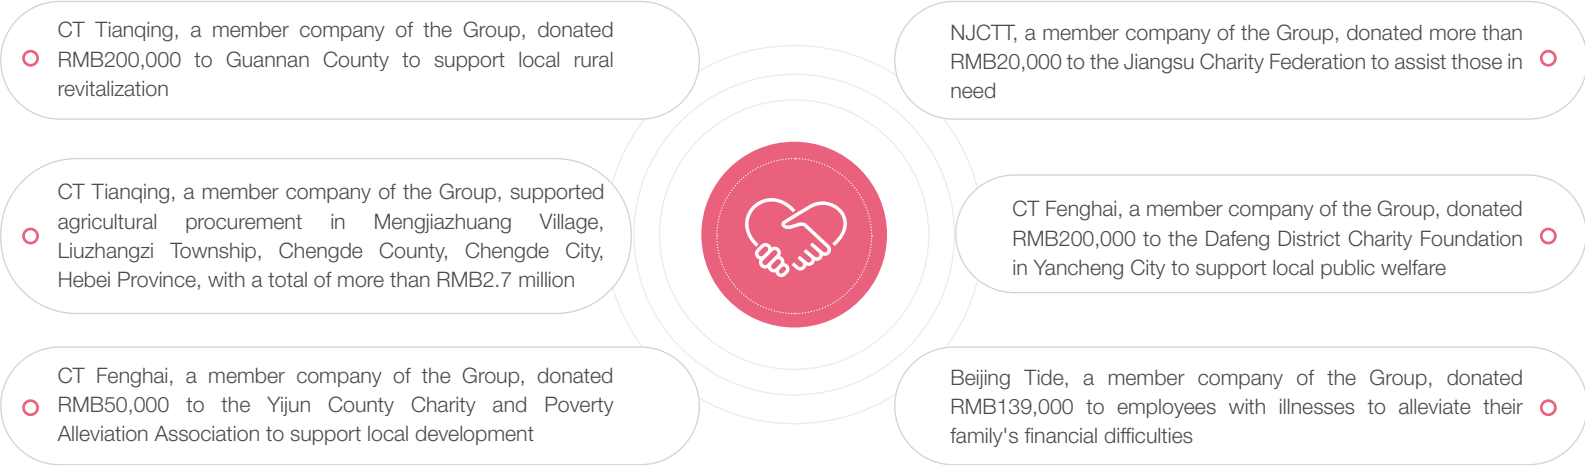 CT Tianqing, a member company of the Group, donated
RMB200,000 to Guannan County to support local rural
revitalization
CT Tianqing, a member company of the Group, supported
agricultural procurement in Mengjiazhuang Village,
Liuzhangzi Township, Chengde County, Chengde City,
Hebei Province, with a total of more than RMB2.7 million
CT Fenghai, a member company of the Group, donated
RMB50,000 to the Yijun County Charity and Poverty
Alleviation Association to support local development
NJCTT, a member company of the Group, donated more than
RMB20,000 to the Jiangsu Charity Federation to assist those in
need
CT Fenghai, a member company of the Group, donated
RMB200,000 to the Dafeng District Charity Foundation
in Yancheng City to support local public welfare
Beijing Tide, a member company of the Group, donated
RMB139,000 to employees with illnesses to alleviate their
family's financial difficulties